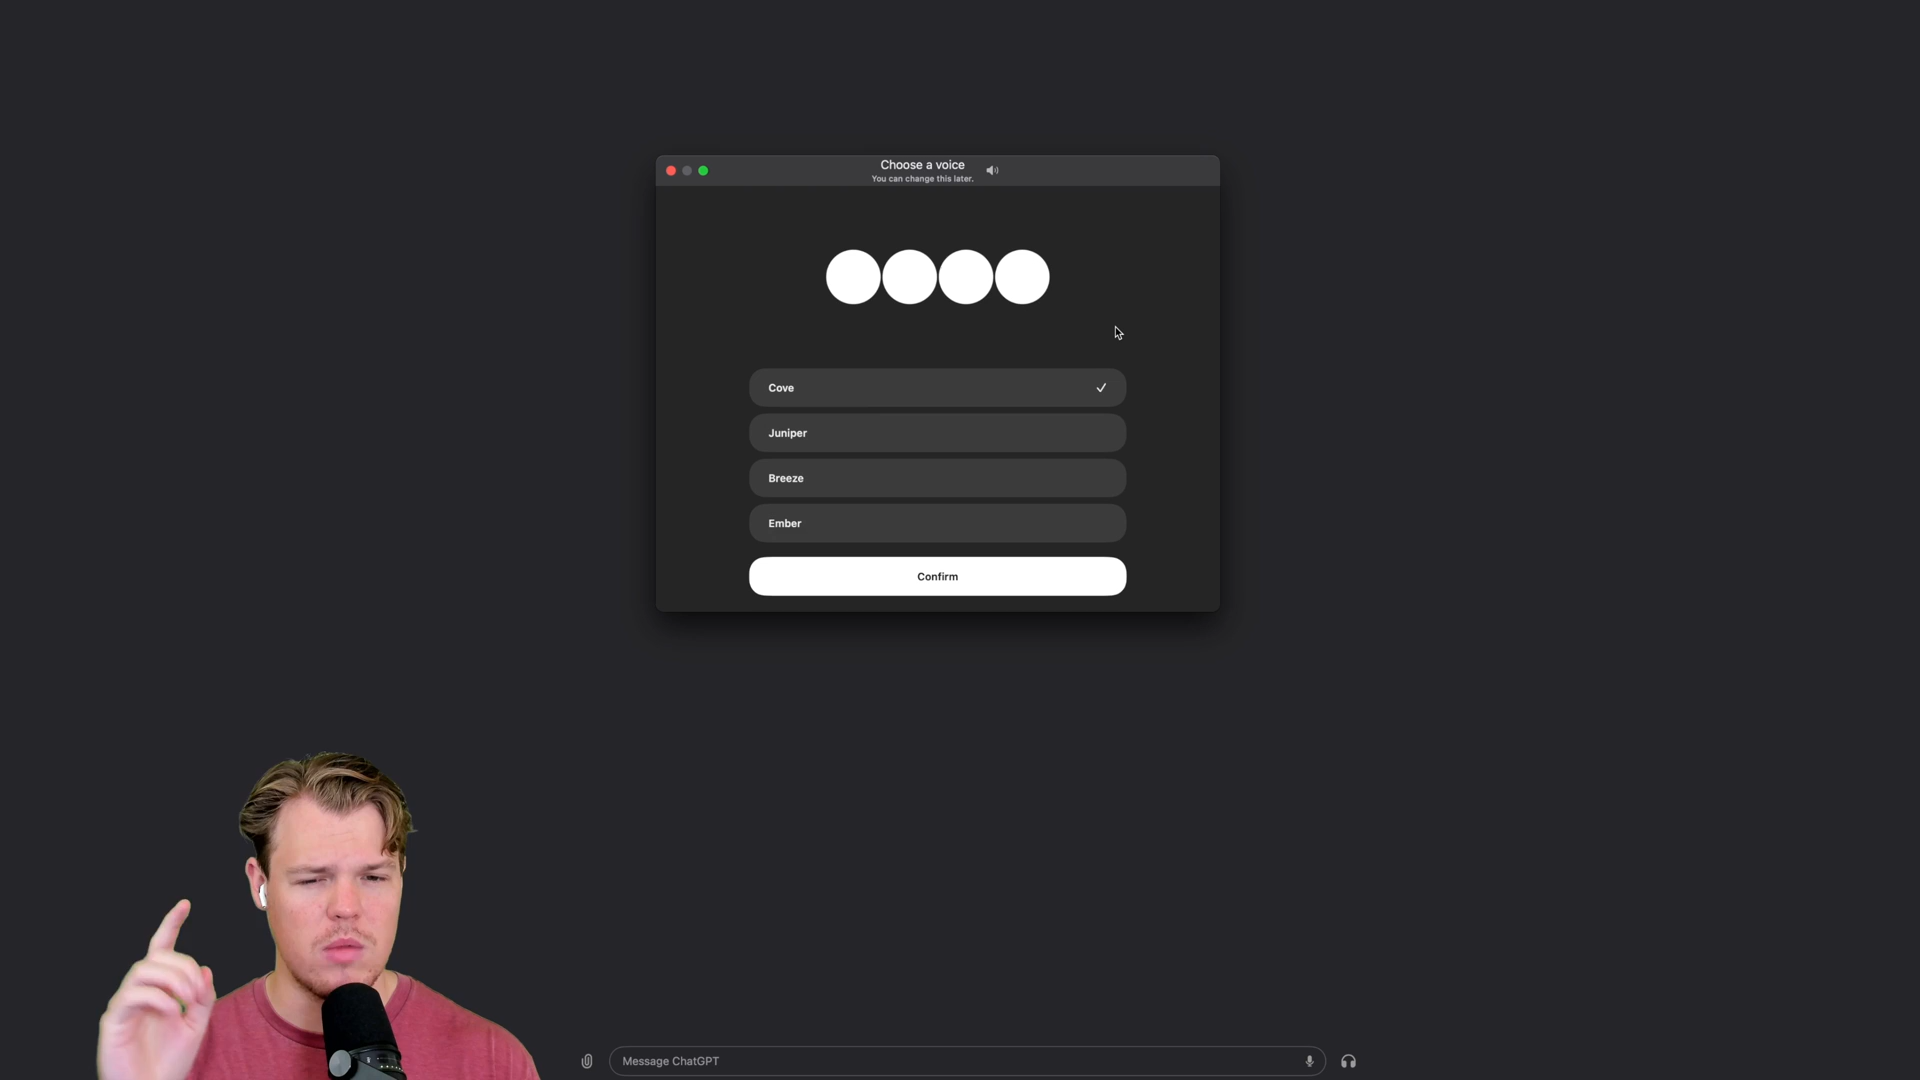 Choose a voice
You can change this later.
Cove
Juniper
Breeze
Ember
Confirm
Message ChatGPT